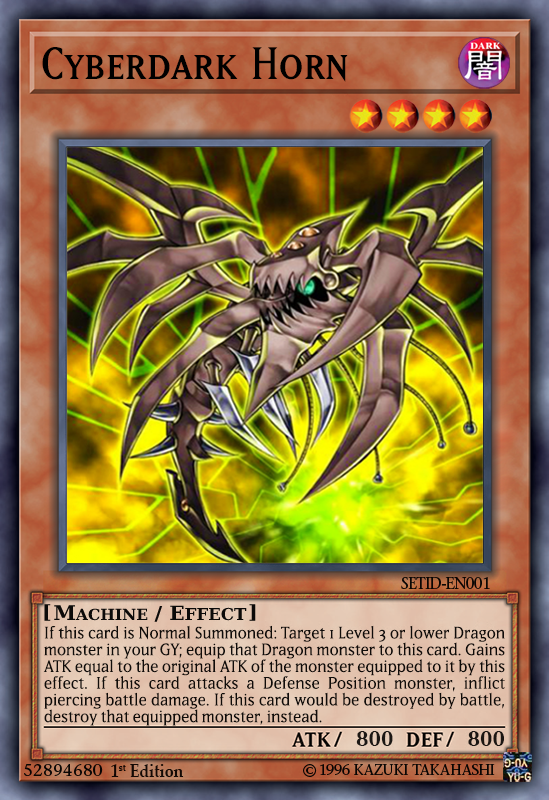 CYBERDARK HORN
DARK
闇
SETID-EN001
[MACHINE / EFFECT]
If this card is Normal Summoned: Target 1 Level 3 or lower Dragon
monster in your GY; equip that Dragon monster to this card. Gains
ATK equal to the original ATK of the monster equipped to it by this
effect. If this card attacks a Defense Position monster, inflict
piercing battle damage. If this card would be destroyed by battle,
destroy that equipped monster, instead.
ATK/ 800 DEF/ 800
52894680 1st Edition ©1996 KAZUKI TAKAHASHI